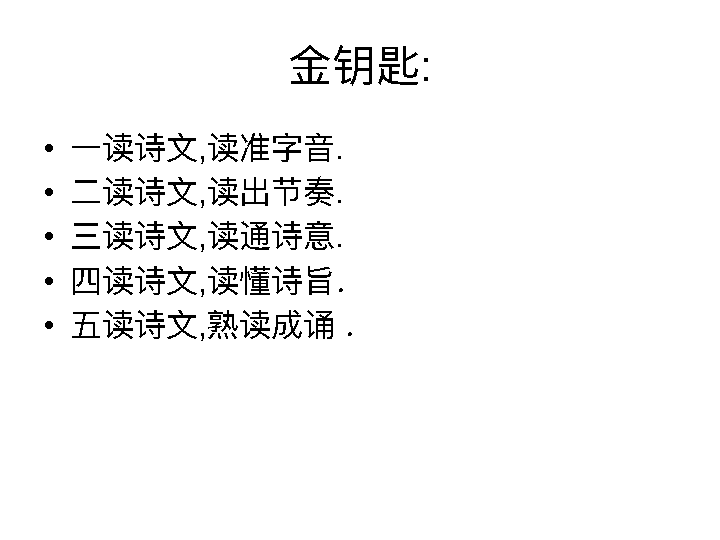 金钥匙:
• 一读诗文,读准字音.
• 二读诗文,读出节奏.
• 三读诗文,读通诗意.
• 四读诗文,读懂诗旨.
• 五读诗文,熟读成诵 .